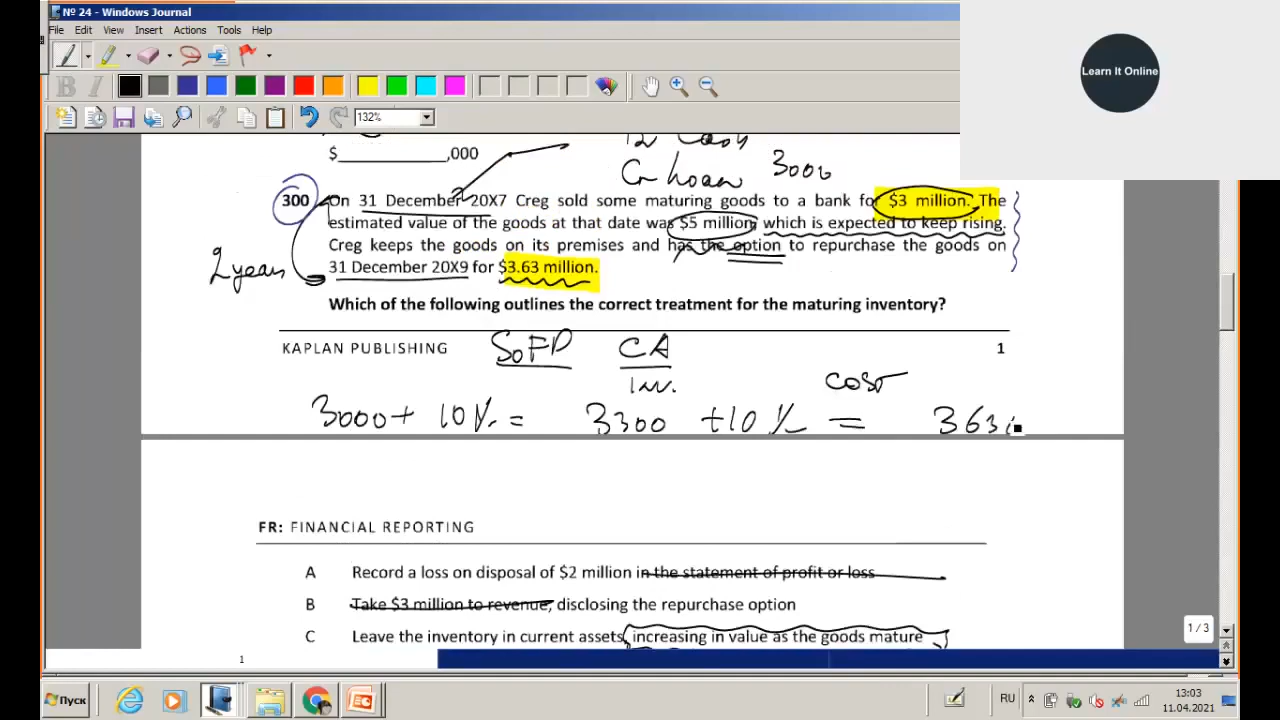 № 24 - Windows Journal
File Edit View Insert Actions Tools Help
Learn It Online
132%
$__________,000
Cash
Cr Loan 3000
300 On 31 December 20X7 Creg sold some maturing goods to a bank for $3 million. The
estimated value of the goods at that date was $5 million, which is expected to keep rising.
Creg keeps the goods on its premises and has the option to repurchase the goods on
2 years
31 December 20X9 for $3.63 million.
Which of the following outlines the correct treatment for the maturing inventory?
KAPLAN PUBLISHING SOFP CA 1
Inv. cost
3000 + 10% = 3300 + 10% = 363
FR: FINANCIAL REPORTING
A Record a loss on disposal of $2 million in the statement of profit or loss
B Take $3 million to revenue, disclosing the repurchase option
C Leave the inventory in current assets, increasing in value as the goods mature
1 / 3
1
Пуск
RU
13:03
11.04.2021